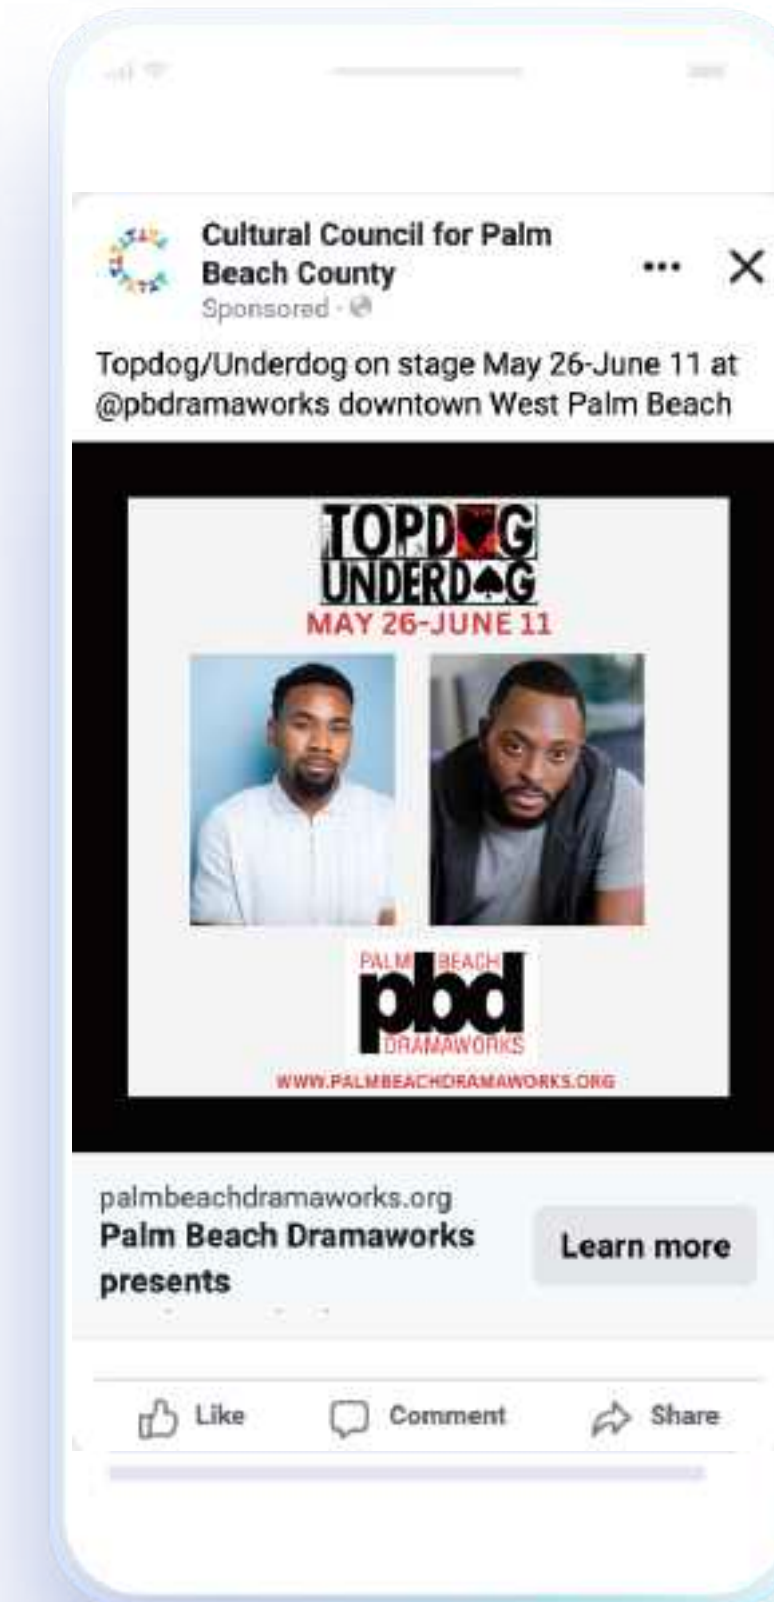 Cultural Council for Palm
Beach County
Sponsored ·
Topdog/Underdog on stage May 26-June 11 at
@pbdramaworks downtown West Palm Beach
TOPDOG
UNDERDOG
MAY 26-JUNE 11
PALM BEACH
pbd
DRAMAWORKS
WWW.PALMBEACHDRAMAWORKS.ORG
palmbeachdramaworks.org
Palm Beach Dramaworks
presents
Learn more
Like
Comment
Share